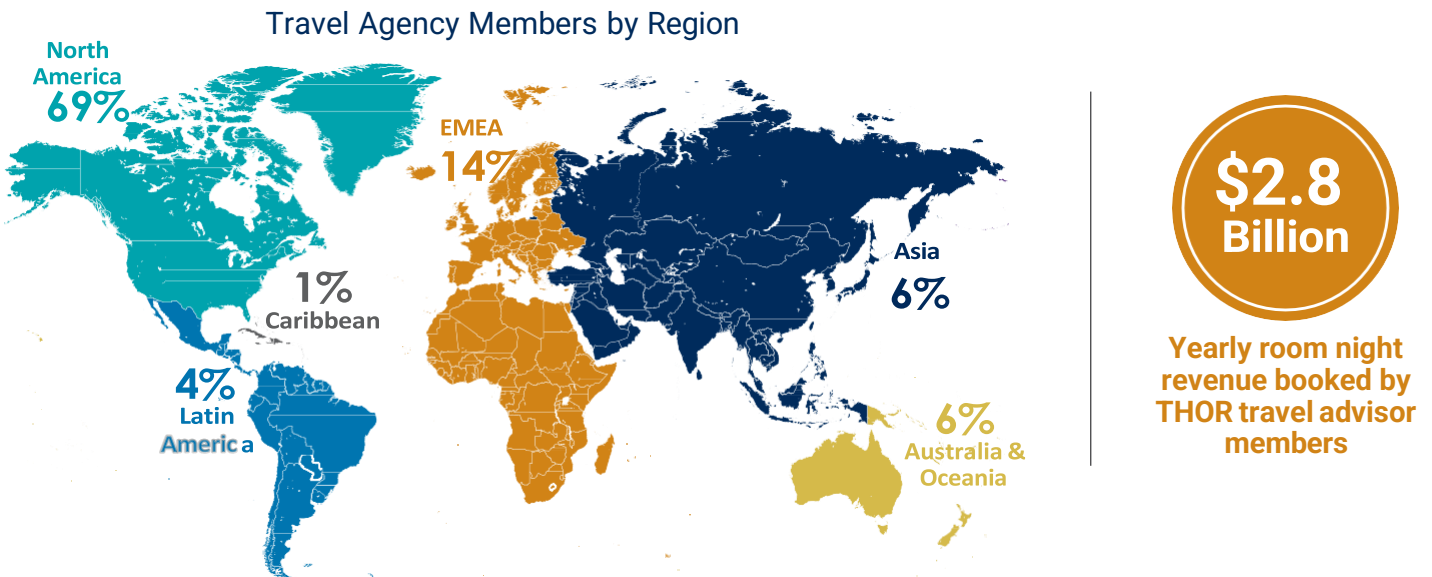 Travel Agency Members by Region
North
America
69%
EMEA
14%
Asia
6%
1%
Caribbean
4%
Latin
America
6%
Australia &
Oceania
$2.8
Billion
Yearly room night
revenue booked by
THOR travel advisor
members